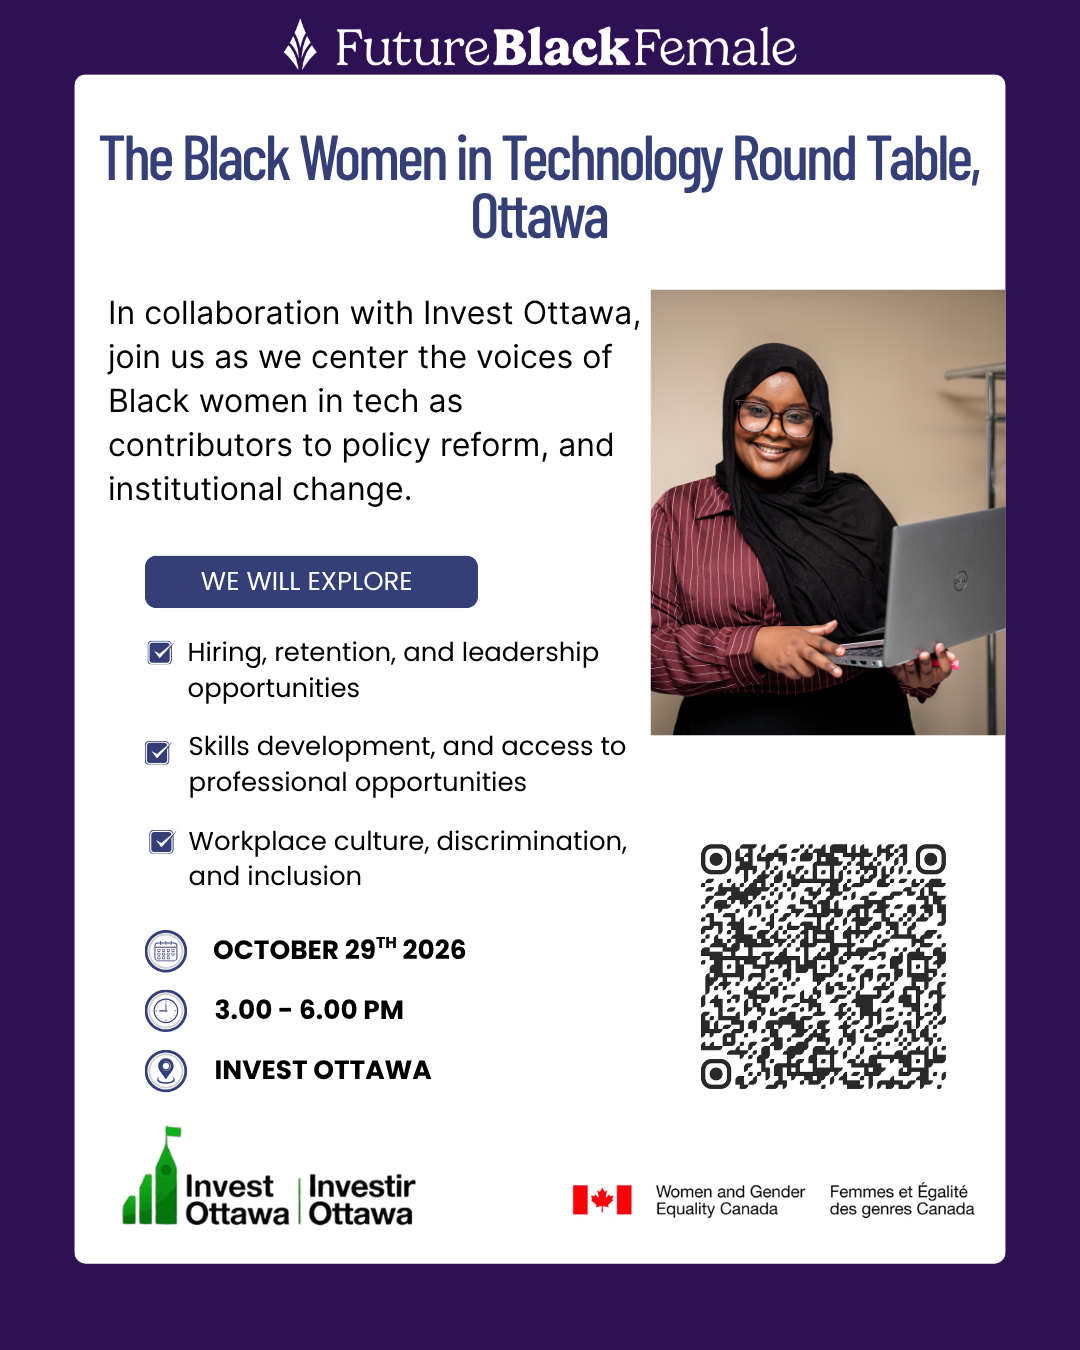 FutureBlackFemale
The Black Women in Technology Round Table,
Ottawa
In collaboration with Invest Ottawa,
join us as we center the voices of
Black women in tech as
contributors to policy reform, and
institutional change.
WE WILL EXPLORE
Hiring, retention, and leadership
opportunities
Skills development, and access to
professional opportunities
Workplace culture, discrimination,
and inclusion
OCTOBER 29TH 2026
3.00 - 6.00 PM
INVEST OTTAWA
Invest
Ottawa
Investir
Ottawa
Women and Gender
Equality Canada
Femmes et Égalité
des genres Canada